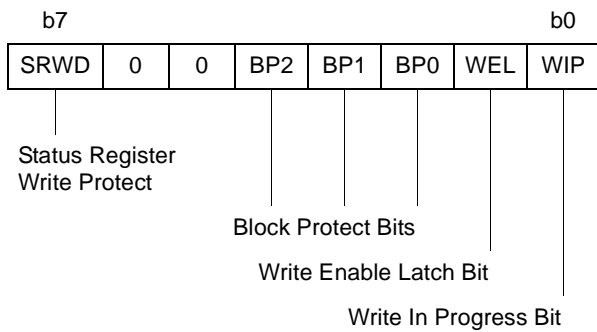 b7 b0
SRWD 0 0 BP2 BP1 BP0 WEL WIP
Status Register
Write Protect
Block Protect Bits
Write Enable Latch Bit
Write In Progress Bit